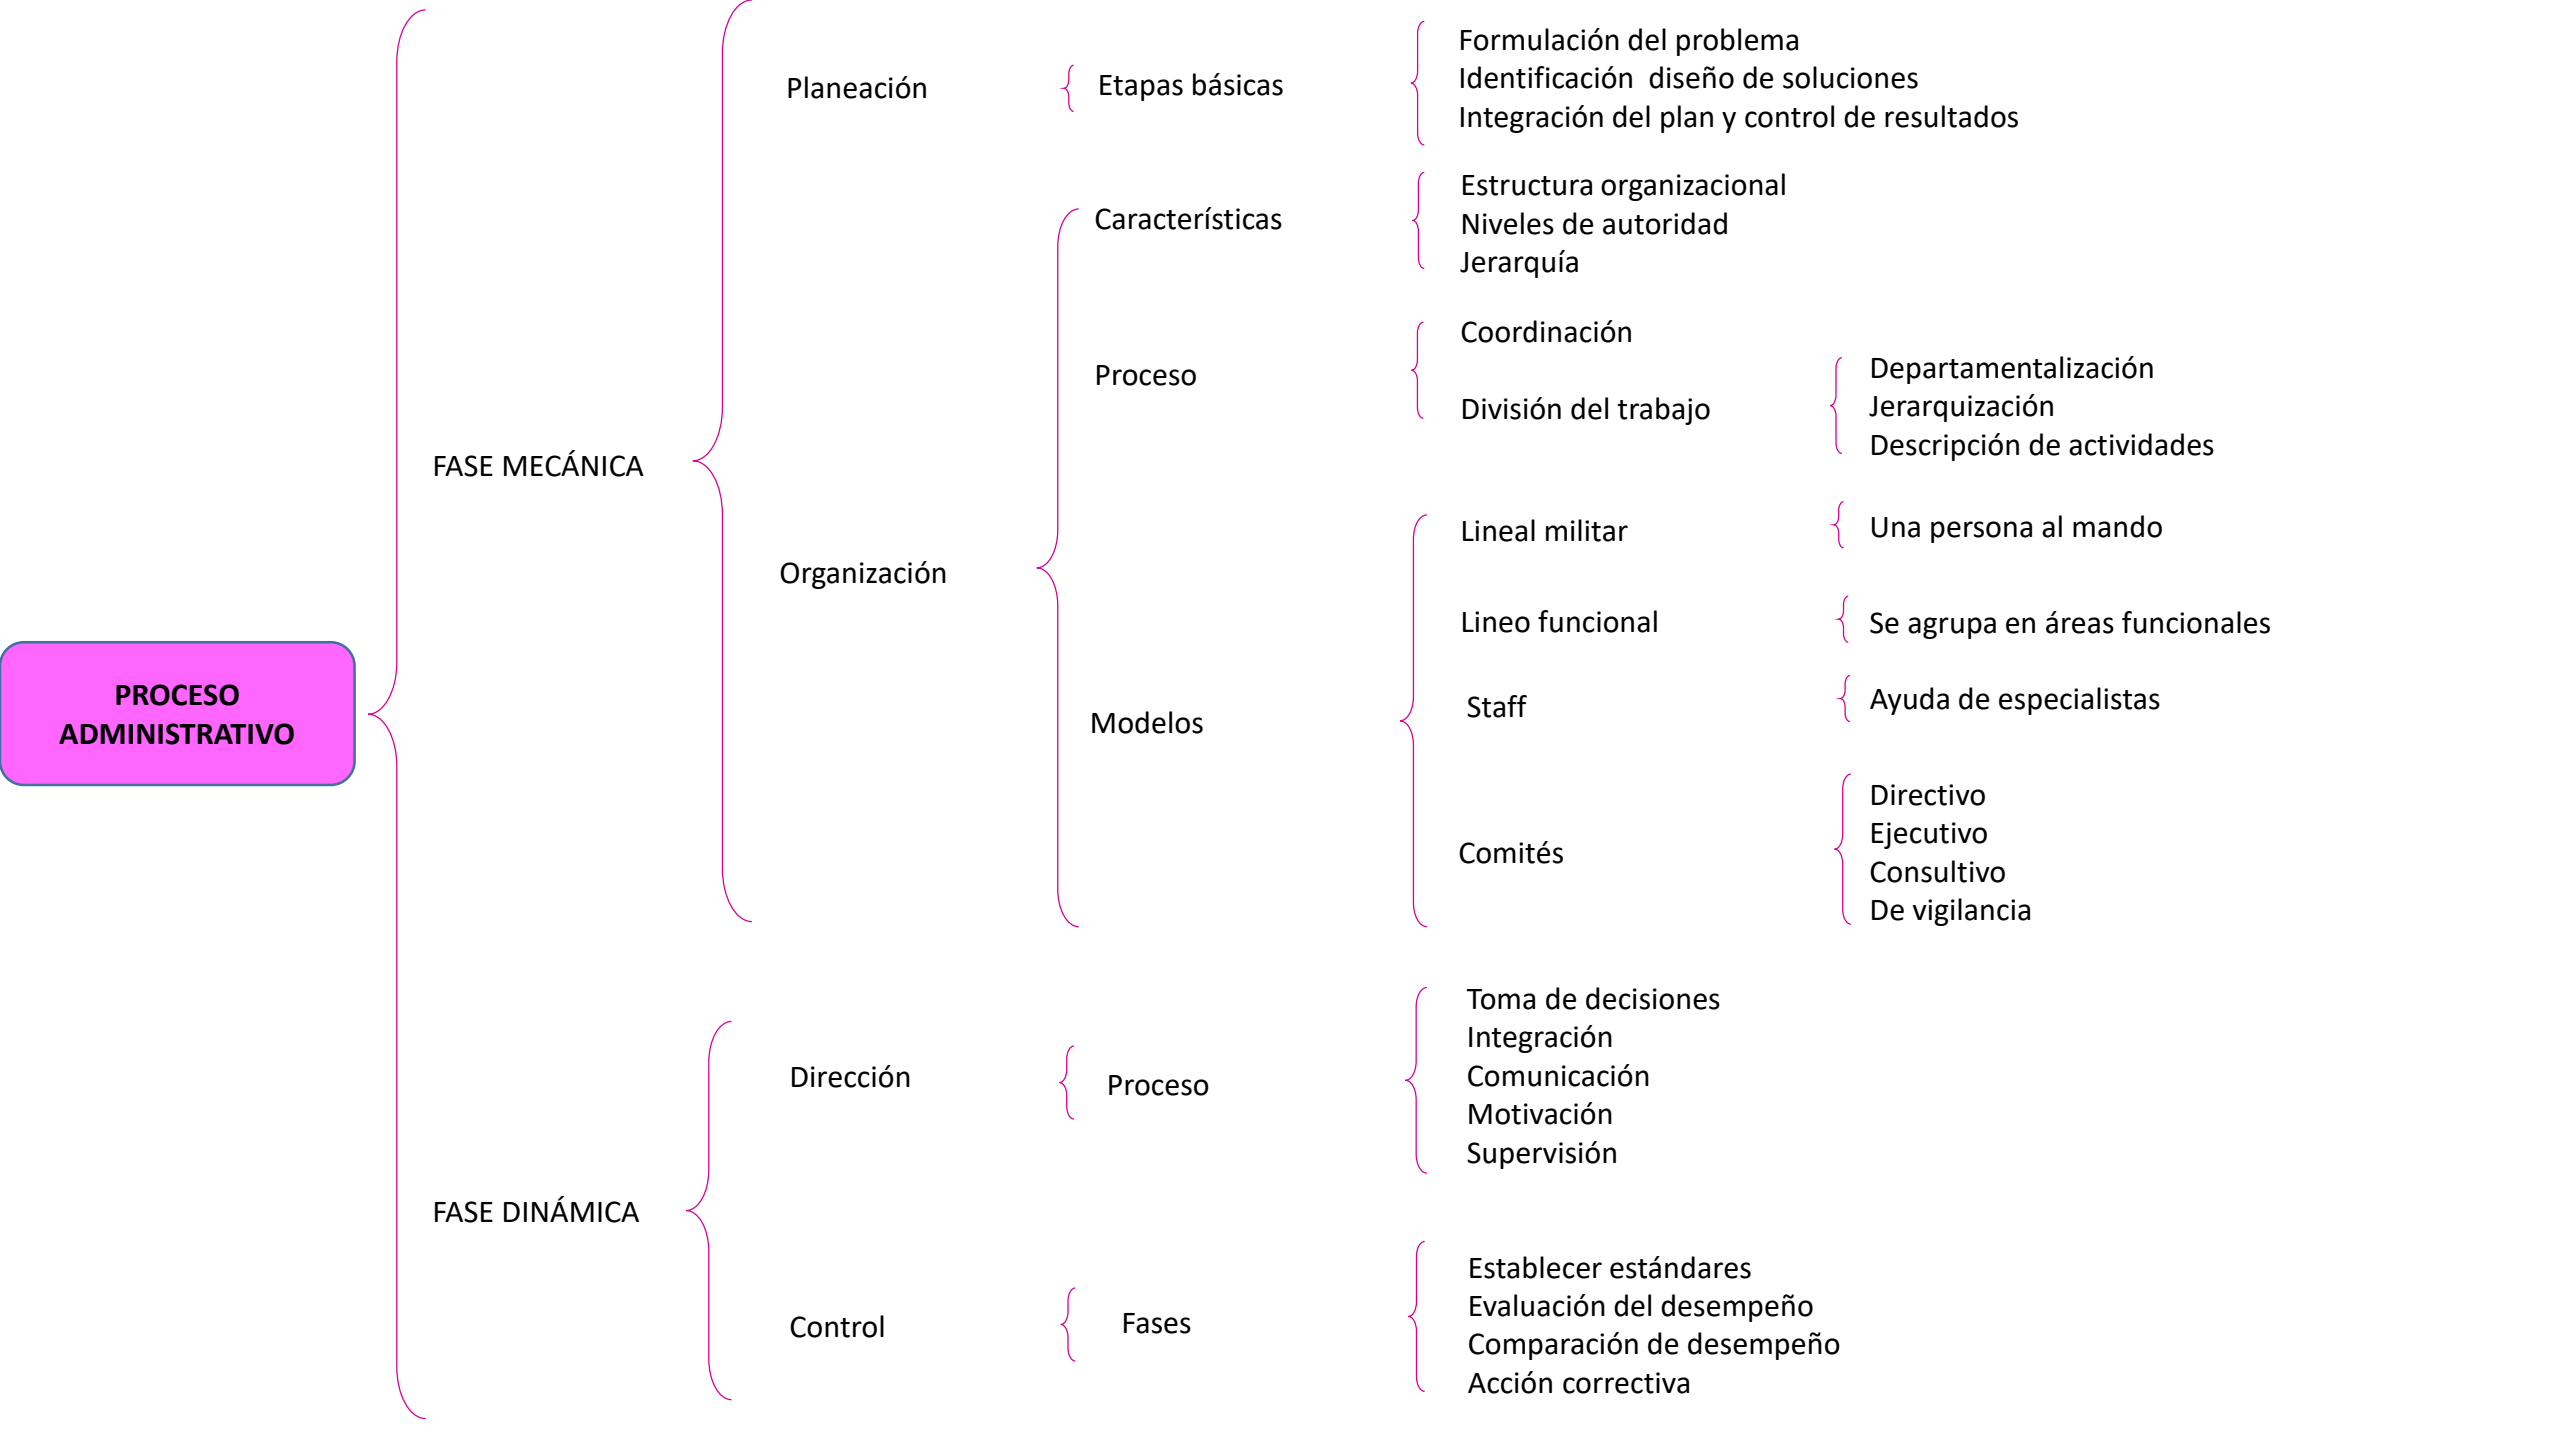 PROCESO
ADMINISTRATIVO
FASE MECÁNICA
Planeación
Etapas básicas
Formulación del problema
Identificación  diseño de soluciones
Integración del plan y control de resultados
Organización
Características
Estructura organizacional
Niveles de autoridad
Jerarquía
Proceso
Coordinación
División del trabajo
Departamentalización
Jerarquización
Descripción de actividades
Modelos
Lineal militar
Una persona al mando
Lineo funcional
Se agrupa en áreas funcionales
Staff
Ayuda de especialistas
Comités
Directivo
Ejecutivo
Consultivo
De vigilancia
FASE DINÁMICA
Dirección
Proceso
Toma de decisiones
Integración
Comunicación
Motivación
Supervisión
Control
Fases
Establecer estándares
Evaluación del desempeño
Comparación de desempeño
Acción correctiva